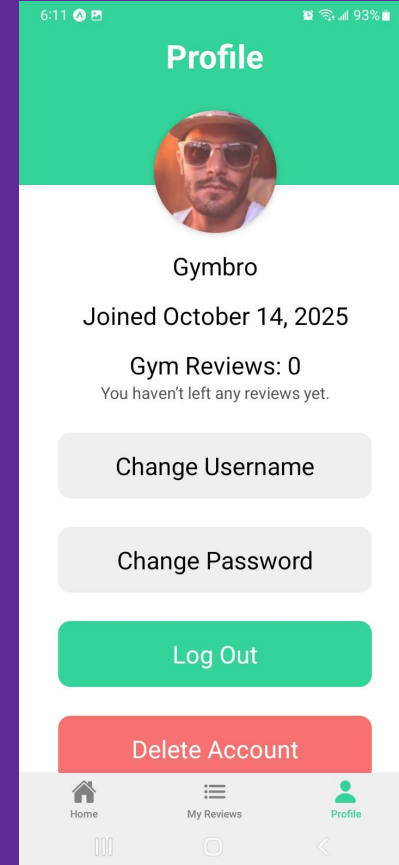 6:11 93%
Profile
Gymbro
Joined October 14, 2025
Gym Reviews: 0
You haven’t left any reviews yet.
Change Username
Change Password
Log Out
Delete Account
Home My Reviews Profile